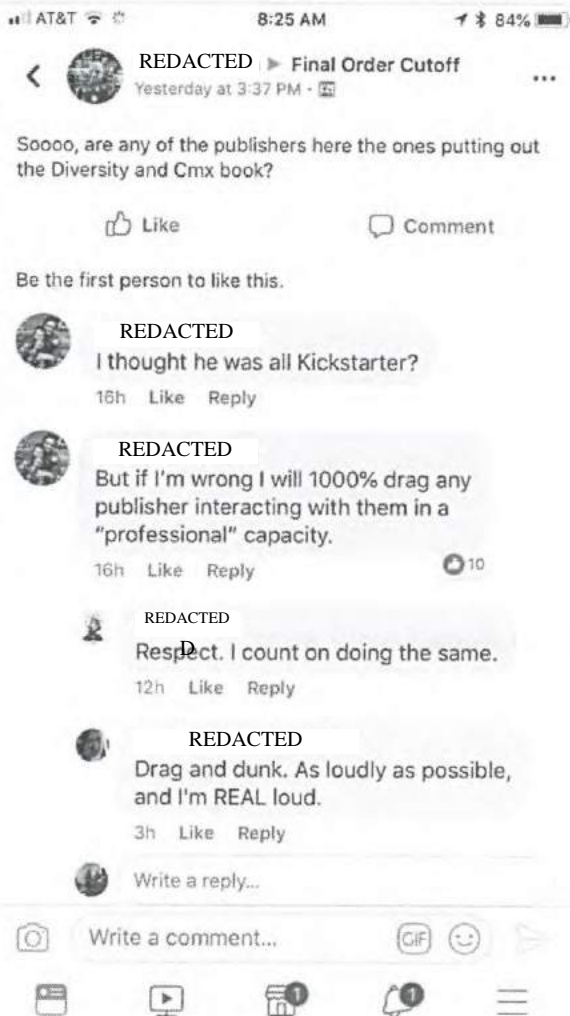 AT&T 8:25 AM 84%
REDACTED ▶ Final Order Cutoff
Yesterday at 3:37 PM ·
Soooo, are any of the publishers here the ones putting out
the Diversity and Cmx book?
Like Comment
Be the first person to like this.
REDACTED
I thought he was all Kickstarter?
16h Like Reply
REDACTED
But if I'm wrong I will 1000% drag any
publisher interacting with them in a
"professional" capacity.
16h Like Reply 10
REDACTED
D
Respect. I count on doing the same.
12h Like Reply
REDACTED
Drag and dunk. As loudly as possible,
and I'm REAL loud.
3h Like Reply
Write a reply...
Write a comment... GIF
1 1